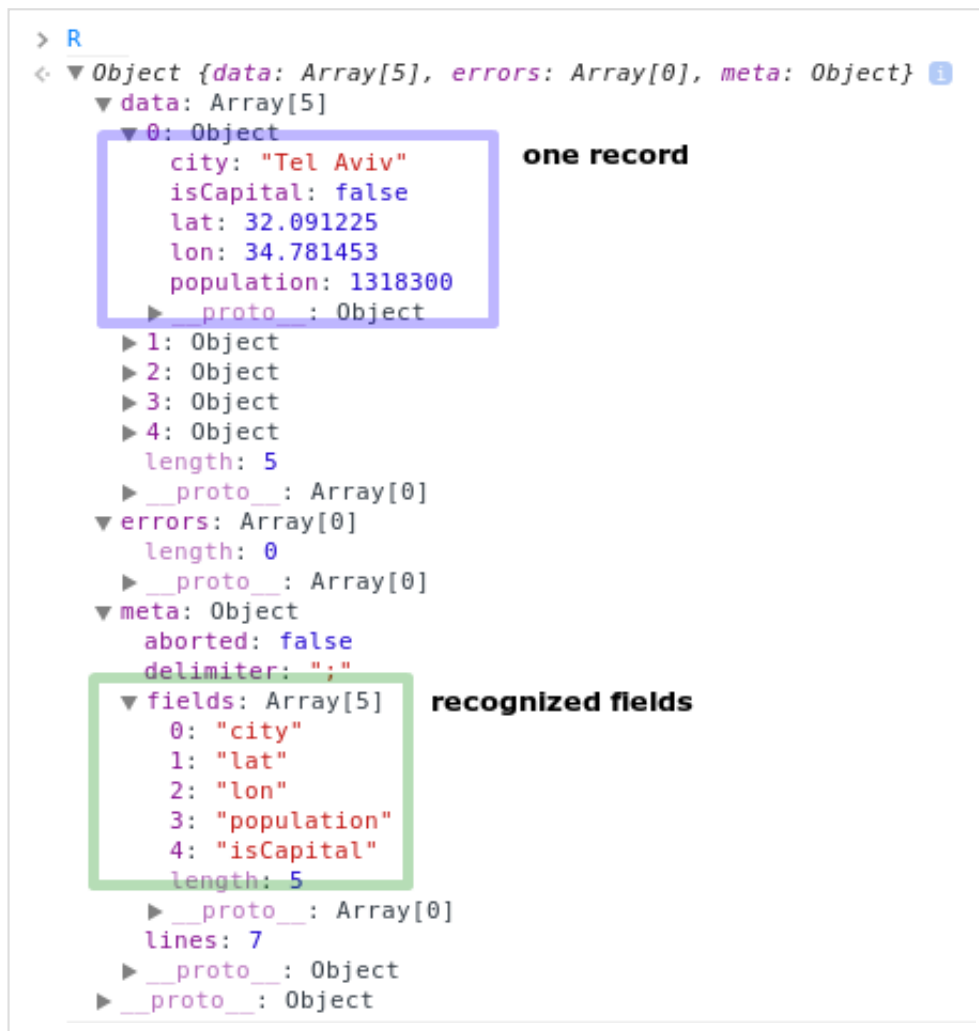 > R
Object {data: Array[5], errors: Array[0], meta: Object} i
data: Array[5]
0: Object
city: "Tel Aviv"
one record
isCapital: false
lat: 32.091225
lon: 34.781453
population: 1318300
__proto__: Object
1: Object
2: Object
3: Object
4: Object
length: 5
__proto__: Array[0]
errors: Array[0]
length: 0
__proto__: Array[0]
meta: Object
aborted: false
delimiter: ";"
fields: Array[5]
recognized fields
0: "city"
1: "lat"
2: "lon"
3: "population"
4: "isCapital"
length: 5
__proto__: Array[0]
lines: 7
__proto__: Object
__proto__: Object